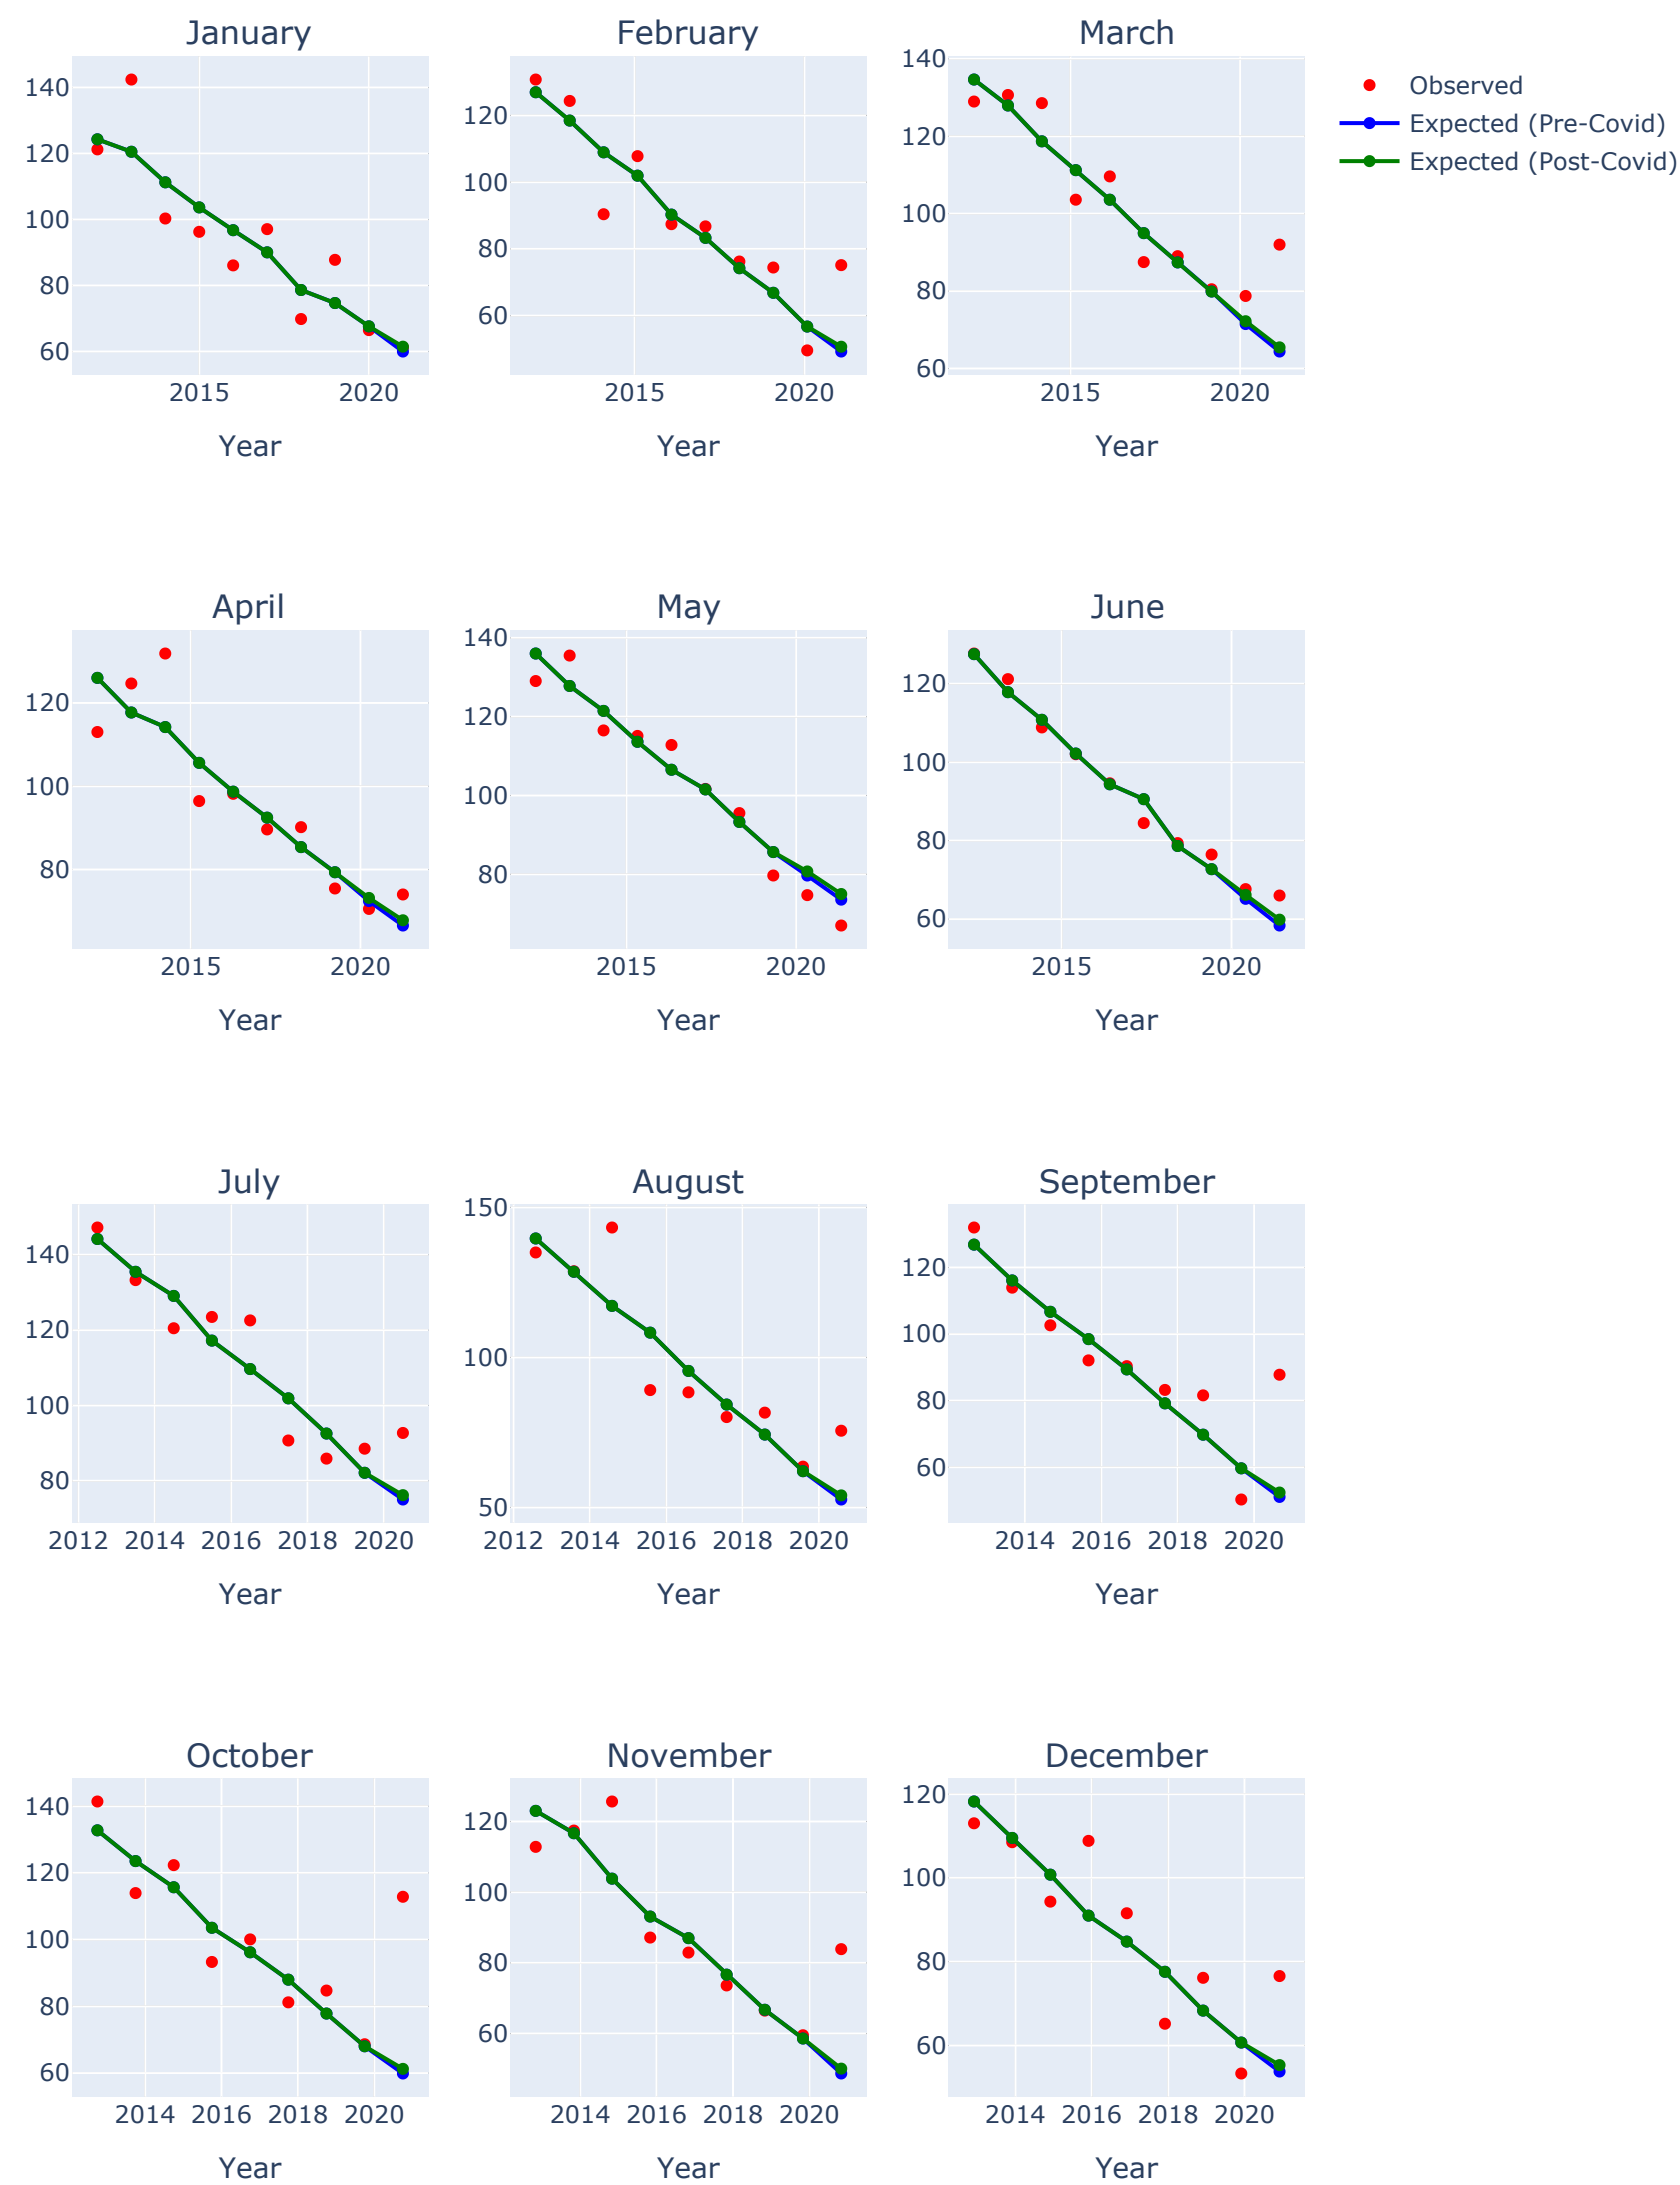 January
February
March
140
120
100
80
60
2015
2020
Year
120
100
80
60
2015
2020
Year
140
120
100
80
60
2015
2020
Year
Observed
Expected (Pre-Covid)
Expected (Post-Covid)
April
May
June
120
100
80
2015
2020
Year
140
120
100
80
2015
2020
Year
120
100
80
60
2015
2020
Year
July
August
September
140
120
100
80
2012 2014 2016 2018 2020
Year
150
100
50
2012 2014 2016 2018 2020
Year
120
100
80
60
2014 2016 2018 2020
Year
October
November
December
140
120
100
80
60
2014 2016 2018 2020
Year
120
100
80
60
2014 2016 2018 2020
Year
120
100
80
60
2014 2016 2018 2020
Year